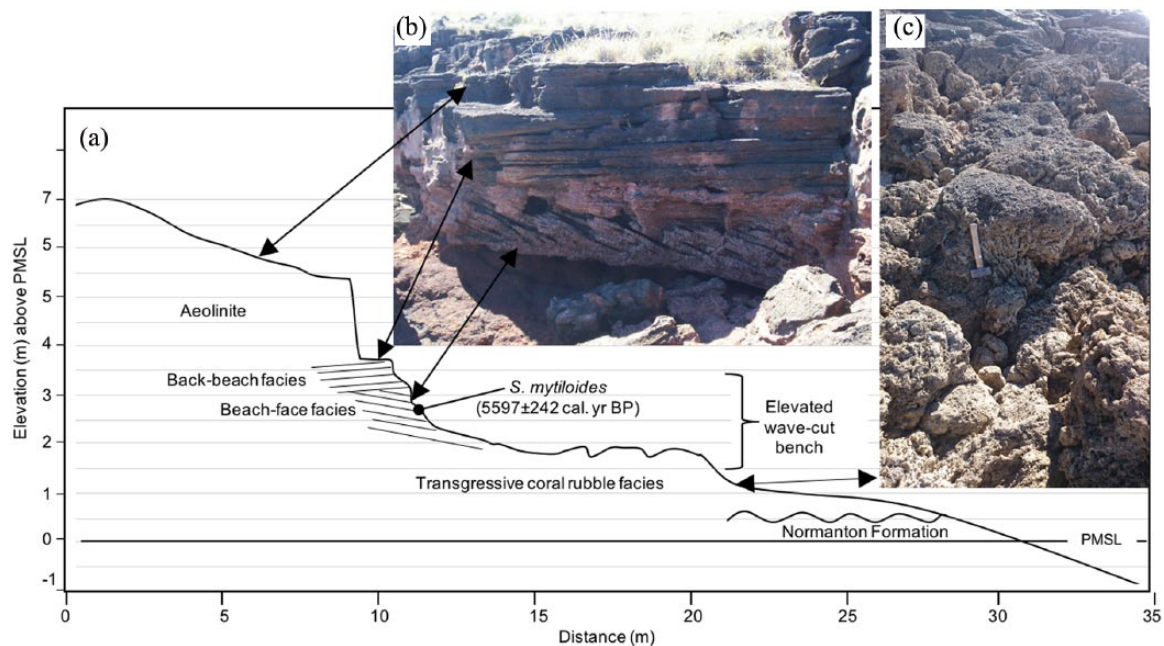 (b)
(c)
(a)
7
5
5
4
3
2
1
0
-1
Elevation (m) above PMSL
Aeolinite
Back-beach facies
Beach-face facies
S. mytiloides
(5597±242 cal. yr BP)
Elevated
wave-cut
bench
Transgressive coral rubble facies
Normanton Formation
PMSL
0
5
10
15
20
25
30
35
Distance (m)